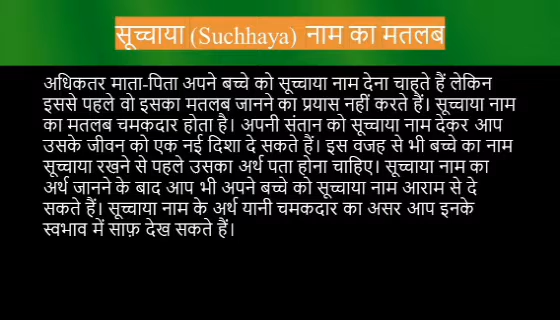 सूच्चाया (Suchhaya) नाम का मतलब
अधिकतर माता-पिता अपने बच्चे को सूच्चाया नाम देना चाहते हैं लेकिन
इससे पहले वो इसका मतलब जानने का प्रयास नहीं करते हैं। सूच्चाया नाम
का मतलब चमकदार होता है। अपनी संतान को सूच्चाया नाम देकर आप
उसके जीवन को एक नई दिशा दे सकते हैं। इस वजह से भी बच्चे का नाम
सूच्चाया रखने से पहले उसका अर्थ पता होना चाहिए। सूच्चाया नाम का
अर्थ जानने के बाद आप भी अपने बच्चे को सूच्चाया नाम आराम से दे
सकते हैं। सूच्चाया नाम के अर्थ यानी चमकदार का असर आप इनके
स्वभाव में साफ़ देख सकते हैं।